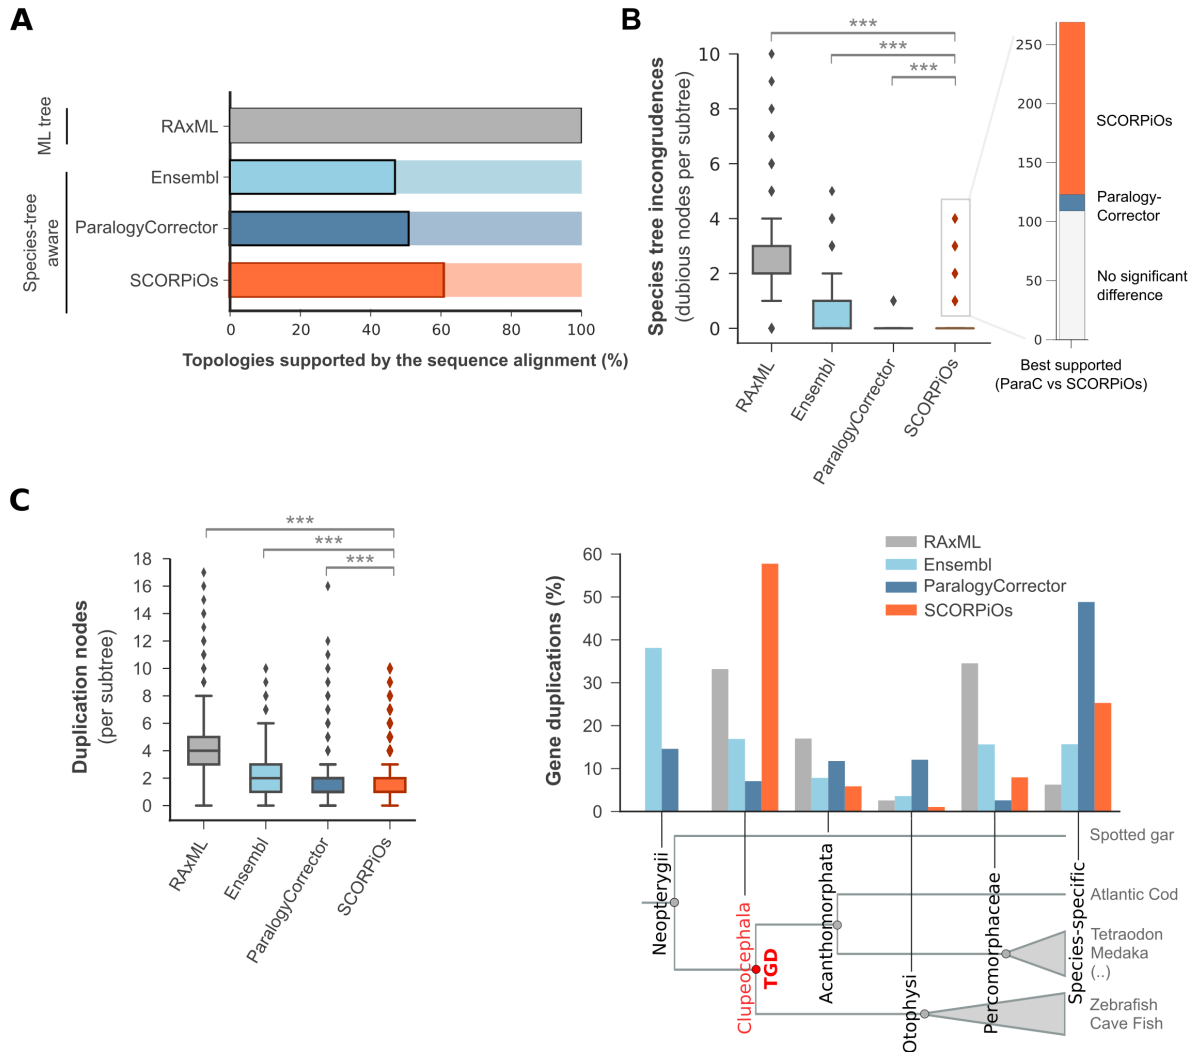 A
ML tree
Species-tree
aware
RAxML
Ensembl
ParalogyCorrector
SCORPiOs
0 20 40 60 80 100
Topologies supported by the sequence alignment (%)
B
Species tree incongrudences
(dubious nodes per subtree)
***
***
***
10
8
6
4
2
0
RAxML
Ensembl
ParalogyCorrector
SCORPiOs
250
200
150
100
50
0
SCORPiOs
Paralogy-
Corrector
No significant
difference
Best supported
(ParaC vs SCORPiOs)
C
Duplication nodes
(per subtree)
***
***
***
18
16
14
12
10
8
6
4
2
0
RAxML
Ensembl
ParalogyCorrector
SCORPiOs
Gene duplications (%)
60
50
40
30
20
10
0
RAxML
Ensembl
ParalogyCorrector
SCORPiOs
Neopterygii
Clupeocephala
TGD
Acanthomorphata
Otophysi
Percomorphaceae
Species-specific
Spotted gar
Atlantic Cod
Tetraodon
Medaka
(..)
Zebrafish
Cave Fish